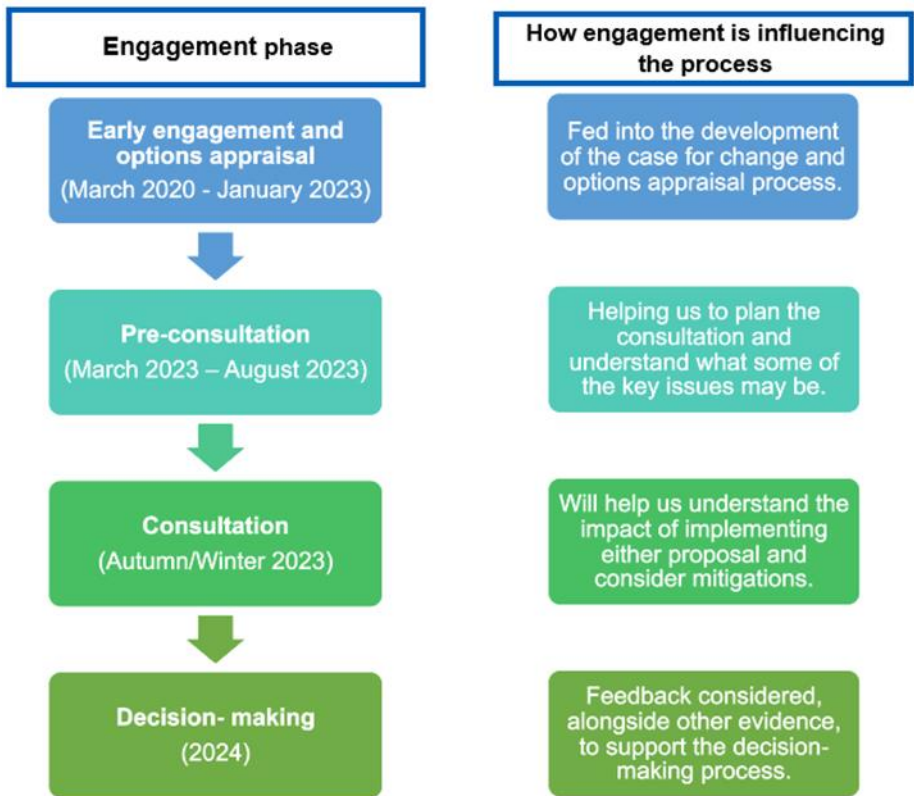 Engagement phase
How engagement is influencing
the process
Early engagement and
options appraisal
(March 2020 - January 2023)
Fed into the development
of the case for change and
options appraisal process.
Pre-consultation
(March 2023 – August 2023)
Helping us to plan the
consultation and
understand what some of
the key issues may be.
Consultation
(Autumn/Winter 2023)
Will help us understand the
impact of implementing
either proposal and
consider mitigations.
Decision- making
(2024)
Feedback considered,
alongside other evidence,
to support the decision-
making process.